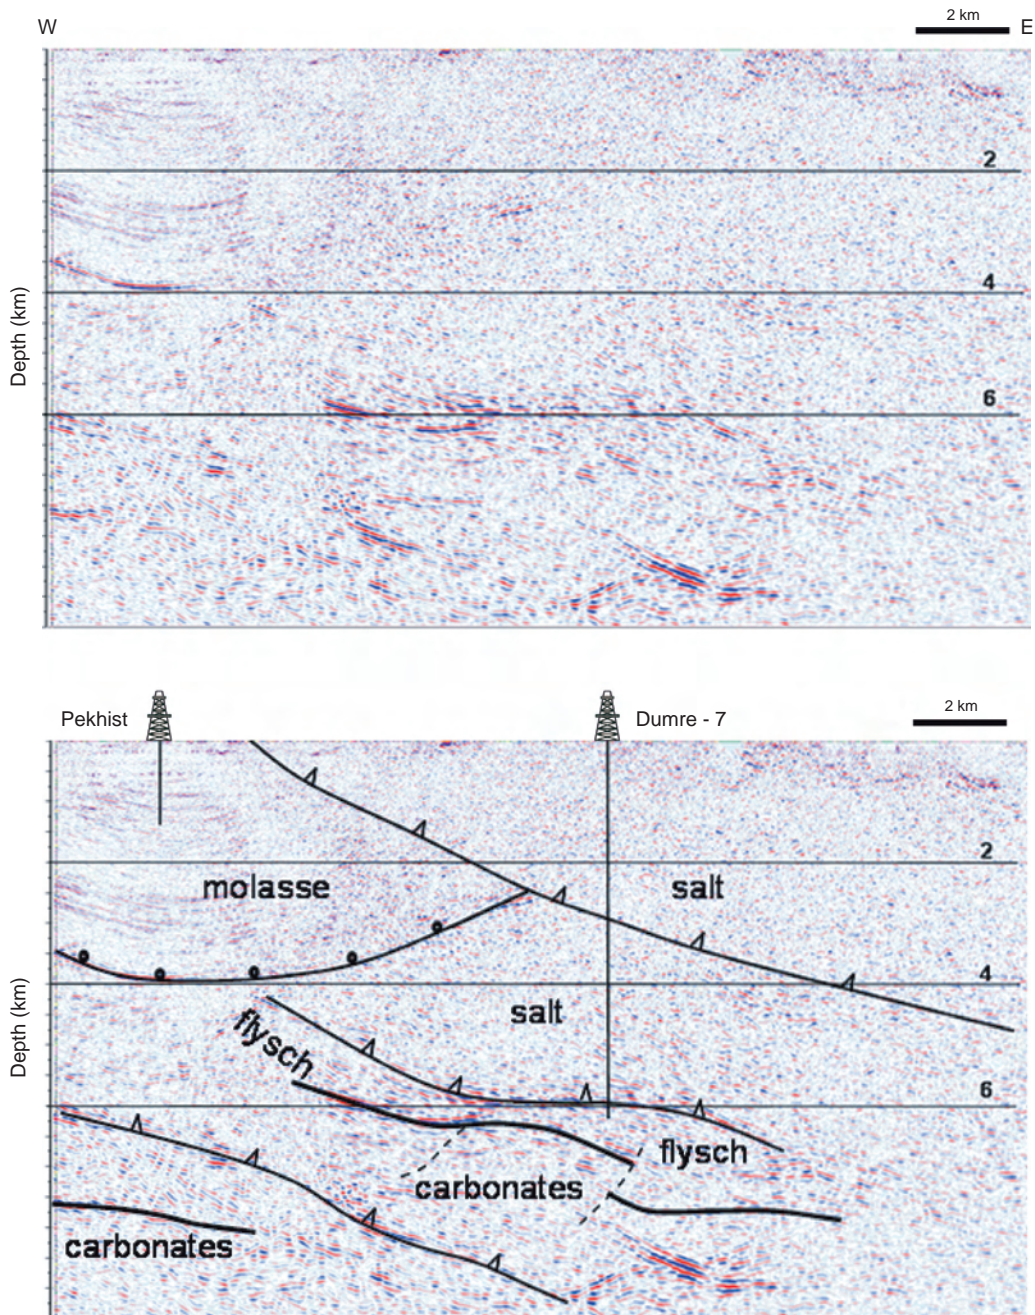 W
2 km
E
2
4
6
Depth (km)
Pekhist
Dumre - 7
2 km
2
molasse
salt
4
salt
flysch
6
flysch
carbonates
carbonates
Depth (km)